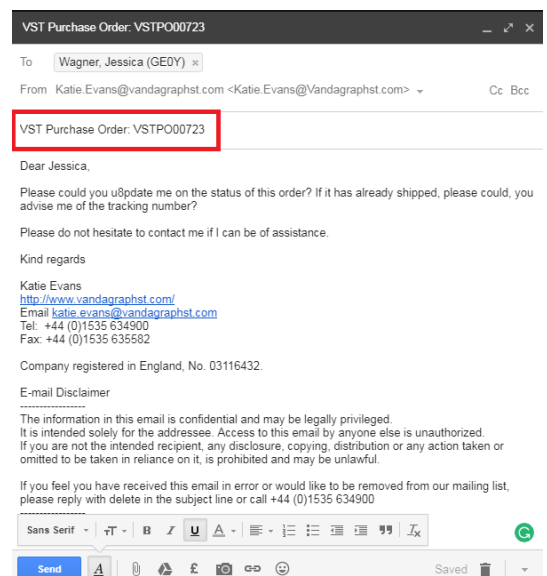 VST Purchase Order: VSTPO00723
To Wagner, Jessica (GE0Y) ×
From Katie.Evans@vandagraphst.com <Katie.Evans@Vandagraphst.com> Cc Bcc
VST Purchase Order: VSTPO00723
Dear Jessica,
Please could you u8pdate me on the status of this order? If it has already shipped, please could, you
advise me of the tracking number?
Please do not hesitate to contact me if I can be of assistance.
Kind regards
Katie Evans
http://www.vandagraphst.com/
Email katie.evans@vandagraphst.com
Tel: +44 (0)1535 634900
Fax: +44 (0)1535 635582
Company registered in England, No. 03116432.
E-mail Disclaimer
-----------------
The information in this email is confidential and may be legally privileged.
It is intended solely for the addressee. Access to this email by anyone else is unauthorized.
If you are not the intended recipient, any disclosure, copying, distribution or any action taken or
omitted to be taken in reliance on it, is prohibited and may be unlawful.
If you feel you have received this email in error or would like to be removed from our mailing list,
please reply with delete in the subject line or call +44 (0)1535 634900
-----------------
Sans Serif T B I U A Tx
Send A £ Saved